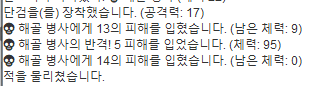 단검을(를) 장착했습니다. (공격력: 17)
💀 해골 병사에게 13의 피해를 입혔습니다. (남은 체력: 9)
💀 해골 병사의 반격! 5 피해를 입었습니다. (체력: 95)
💀 해골 병사에게 14의 피해를 입혔습니다. (남은 체력: 0)
적을 물리쳤습니다.